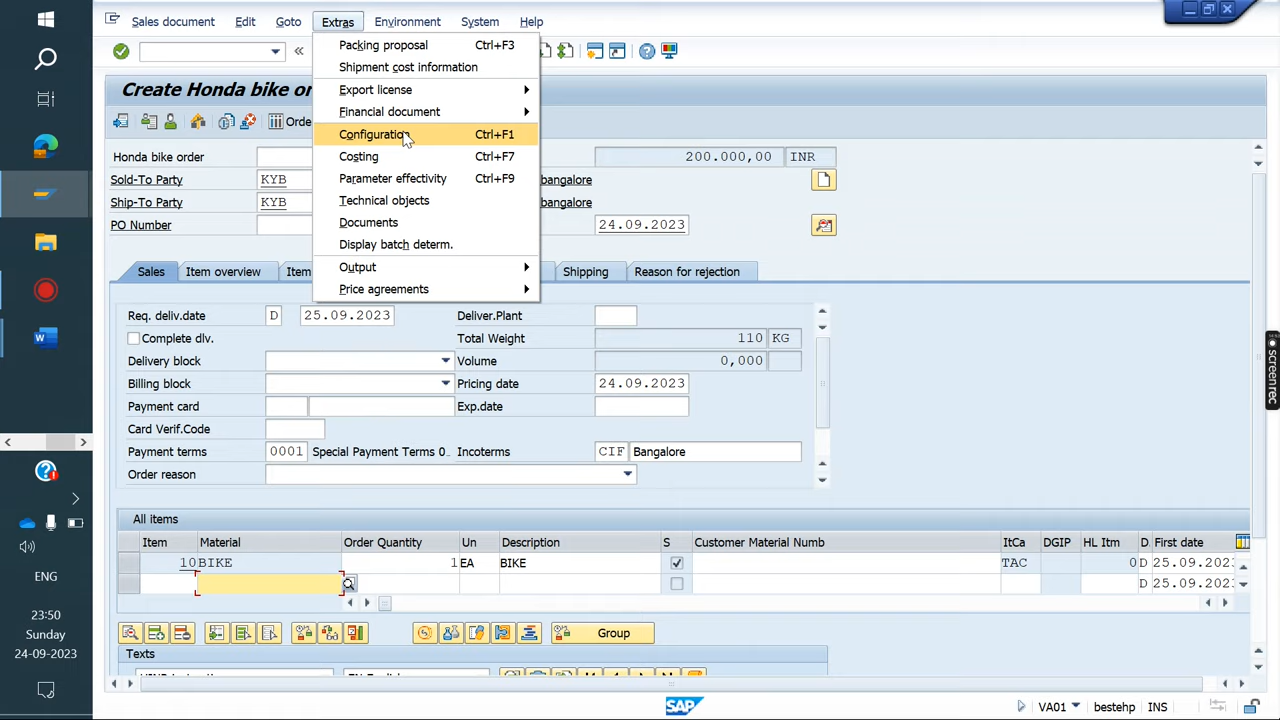 Sales document Edit Goto Extras Environment System Help
Packing proposal Ctrl+F3
Shipment cost information
Export license
Financial document
Configuration Ctrl+F1
Costing Ctrl+F7
Parameter effectivity Ctrl+F9
Technical objects
Documents
Display batch determ.
Output
Price agreements
Create Honda bike or
Orde
Honda bike order 200.000,00 INR
Sold-To Party KYB bangalore
Ship-To Party KYB bangalore
PO Number 24.09.2023
Sales Item overview Item Shipping Reason for rejection
Req. deliv.date D 25.09.2023 Deliver.Plant
Complete dlv. Total Weight 110 KG
Delivery block Volume 0,000
Billing block Pricing date 24.09.2023
Payment card Exp.date
Card Verif.Code
Payment terms 0001 Special Payment Terms 0.. Incoterms CIF Bangalore
Order reason
All items
Item Material Order Quantity Un Description S Customer Material Numb ItCa DGIP HL Itm D First date
10 BIKE 1 EA BIKE TAC 0 D 25.09.2023
D 25.09.2023
Group
Texts
SAP VA01 bestehp INS
ENG
23:50
Sunday
24-09-2023
screenrec